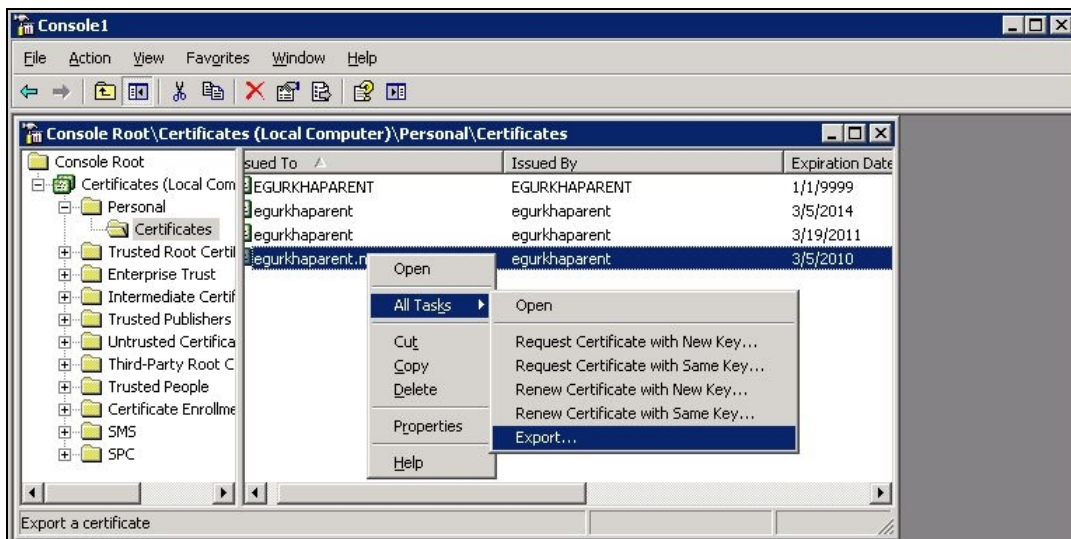 Console1
File Action View Favorites Window Help
Console Root\Certificates (Local Computer)\Personal\Certificates
Console Root
Certificates (Local Com
Personal
Certificates
Trusted Root Certif
Enterprise Trust
Intermediate Certif
Trusted Publishers
Untrusted Certifica
Third-Party Root C
Trusted People
Certificate Enrollme
SMS
SPC
sued To Issued By Expiration Date
EGURKHAPARENT EGURKHAPARENT 1/1/9999
egurkhaparent egurkhaparent 3/5/2014
egurkhaparent egurkhaparent 3/19/2011
egurkhaparent.m egurkhaparent 3/5/2010
Open
All Tasks
Cut
Copy
Delete
Properties
Help
Open
Request Certificate with New Key...
Request Certificate with Same Key...
Renew Certificate with New Key...
Renew Certificate with Same Key...
Export...
Export a certificate